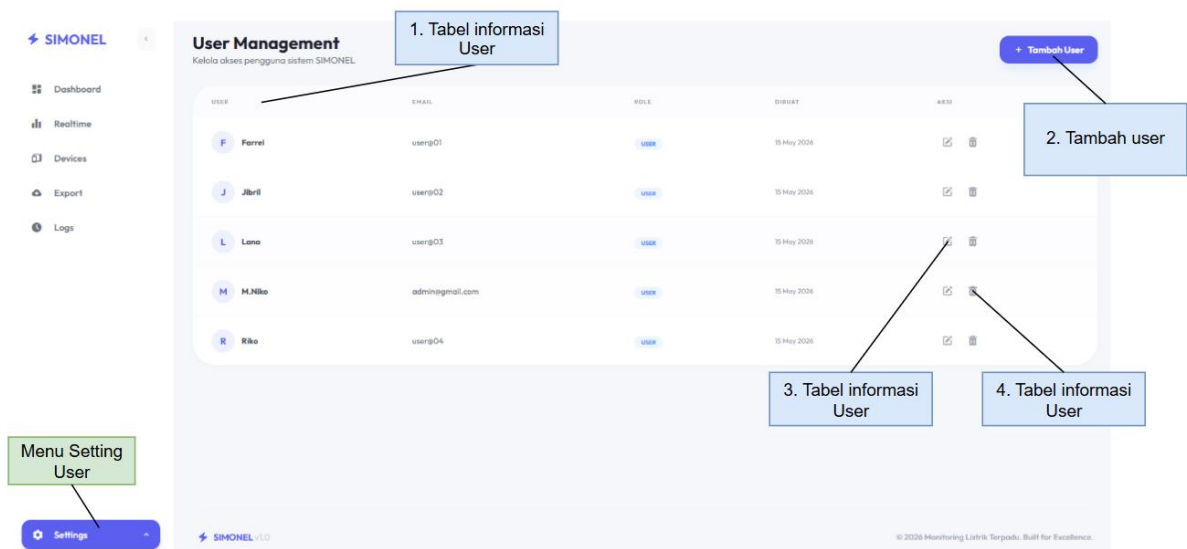 SIMONEL
Dashboard
Realtime
Devices
Export
Logs
Menu Setting
User
Settings
User Management
Kelola akses pengguna sistem SIMONEL
1. Tabel informasi
User
+ Tambah User
2. Tambah user
USER EMAIL ROLE DIBUAT AKSI
F Farrel user@01 USER 15 May 2026
J Jibril user@02 USER 15 May 2026
L Lana user@03 USER 15 May 2026
M M.Niko admin@gmail.com USER 15 May 2026
R Riko user@04 USER 15 May 2026
3. Tabel informasi
User
4. Tabel informasi
User
SIMONEL v1.0
© 2026 Monitoring Listrik Terpadu. Built for Excellence.